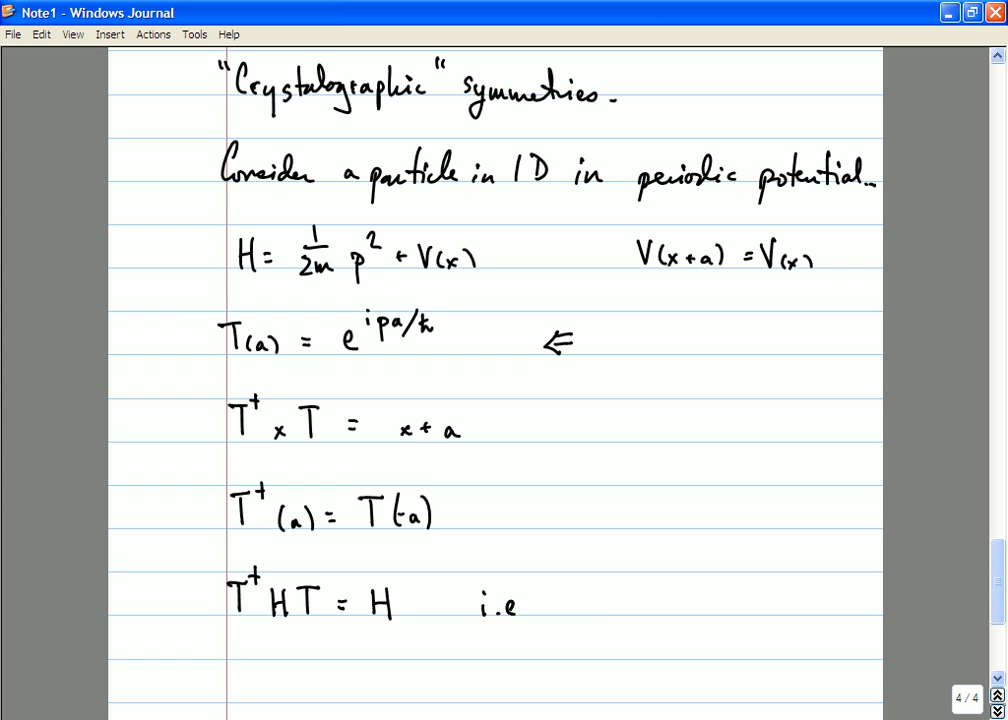 Note1 - Windows Journal
File Edit View Insert Actions Tools Help
"Crystalographic" symmetries.
Consider a particle in 1D in periodic potential..
H = 1/2m p² + V(x) V(x+a) = V(x)
T(a) = e^{ipa/ħ} ⇐
T† x T = x + a
T†(a) = T(-a)
T† H T = H i.e
4 / 4